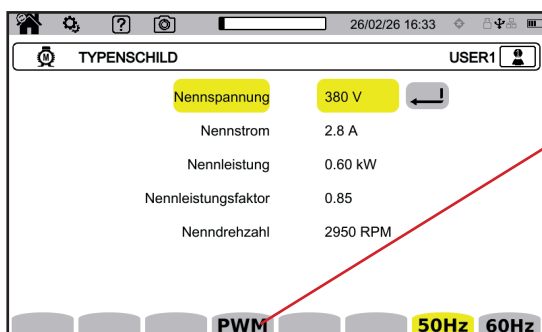 ? 26/02/26 16:33
M TYPENSCHILD USER1
Nennspannung 380 V
Nennstrom 2.8 A
Nennleistung 0.60 kW
Nennleistungsfaktor 0.85
Nenndrehzahl 2950 RPM
PWM 50Hz 60Hz